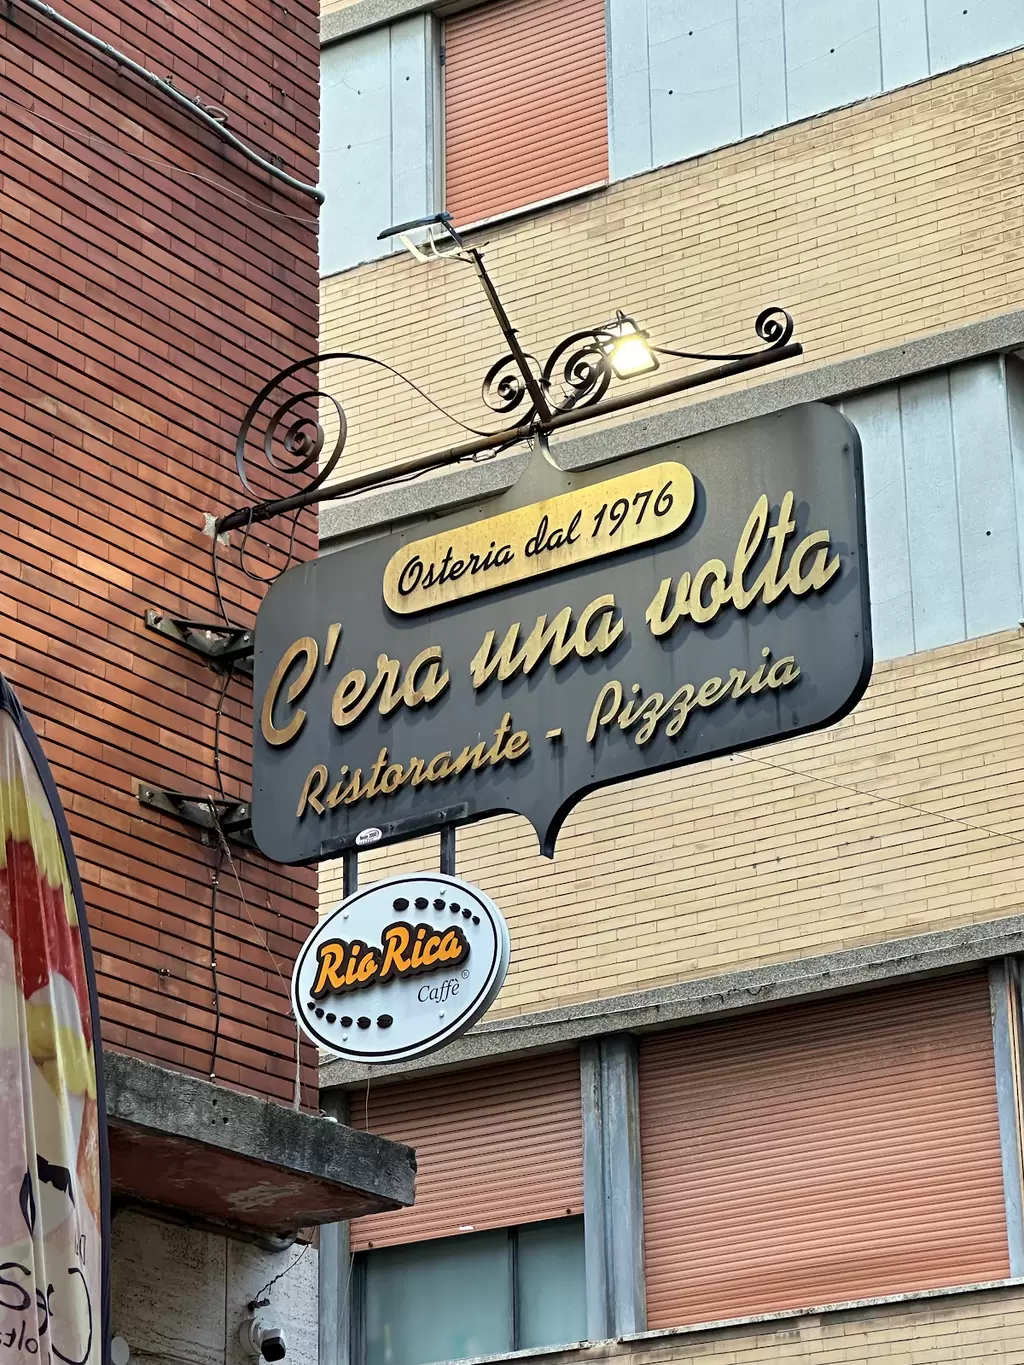 Osteria dal 1976
C'era una volta
Ristorante - Pizzeria
Rio Rica
Caffè®